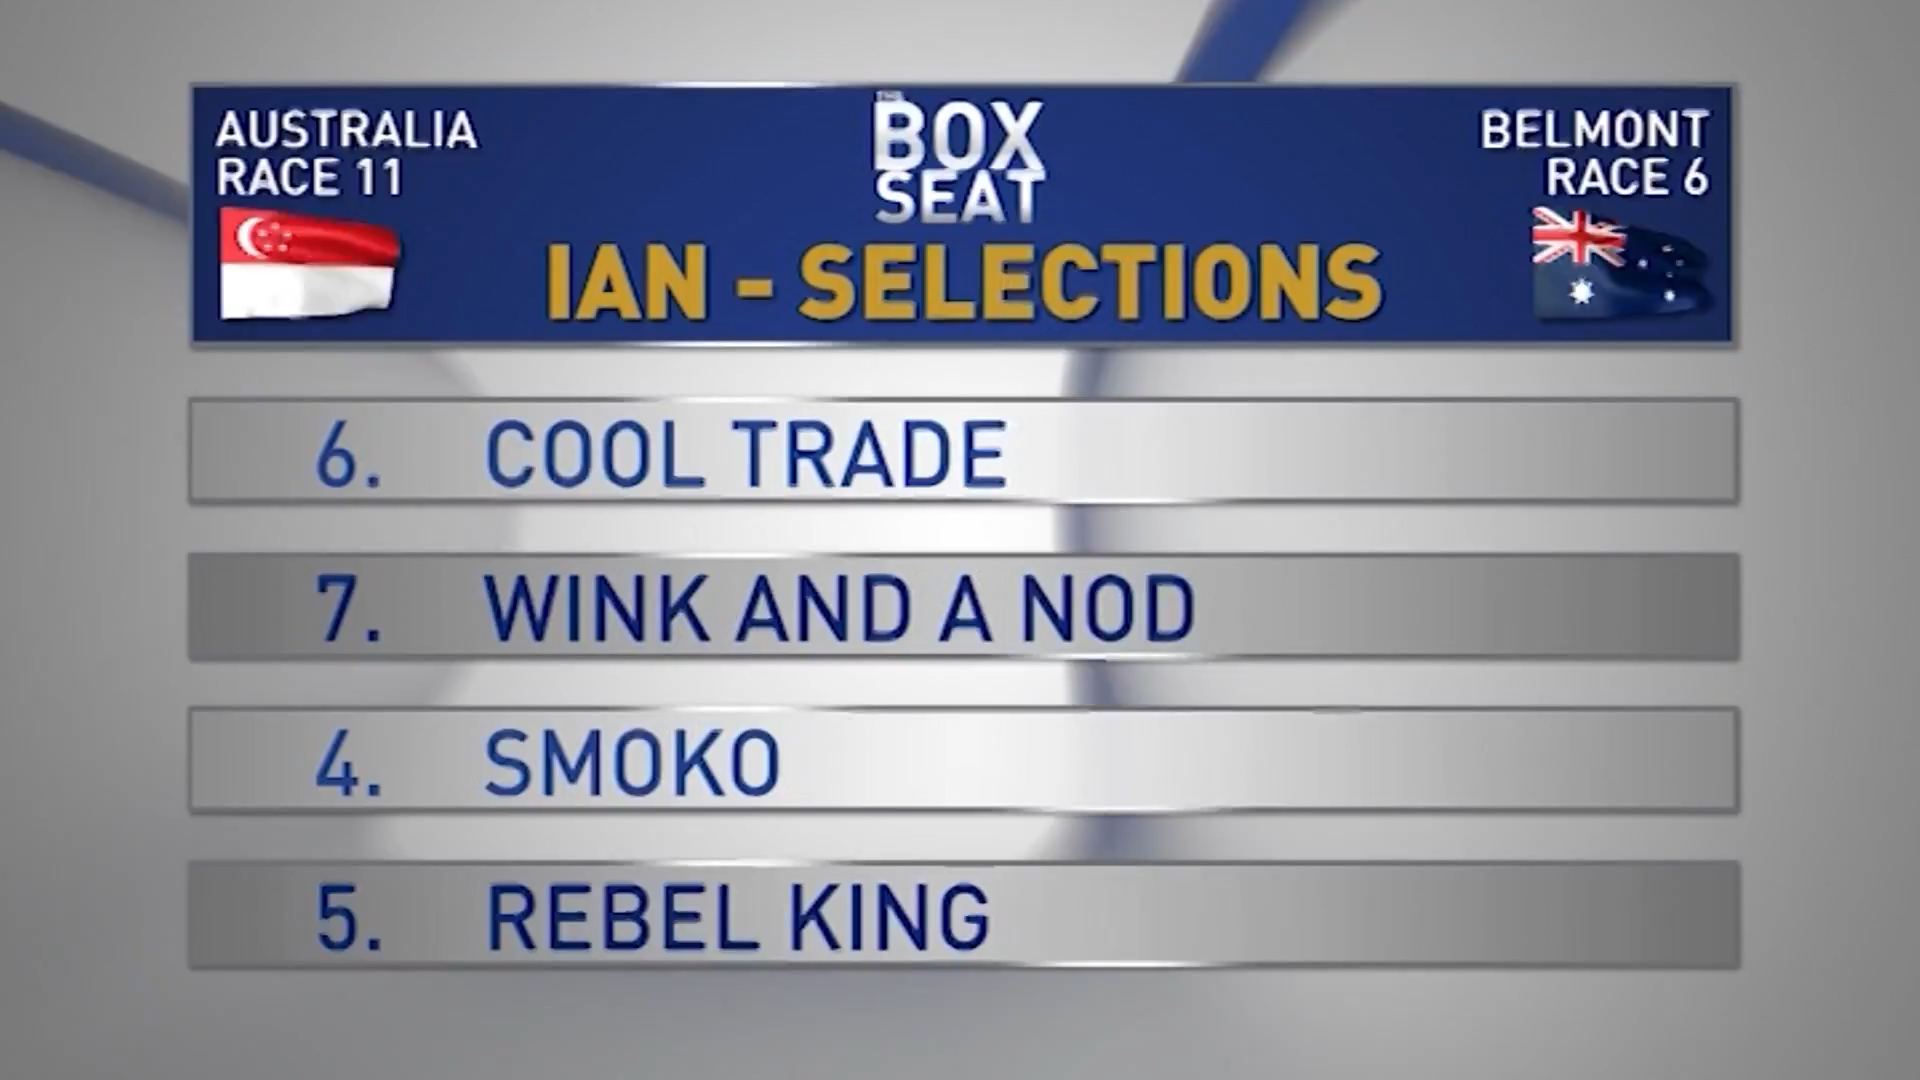 AUSTRALIA
RACE 11
THE
BOX
SEAT
BELMONT
RACE 6
IAN - SELECTIONS
6. COOL TRADE
7. WINK AND A NOD
4. SMOKO
5. REBEL KING